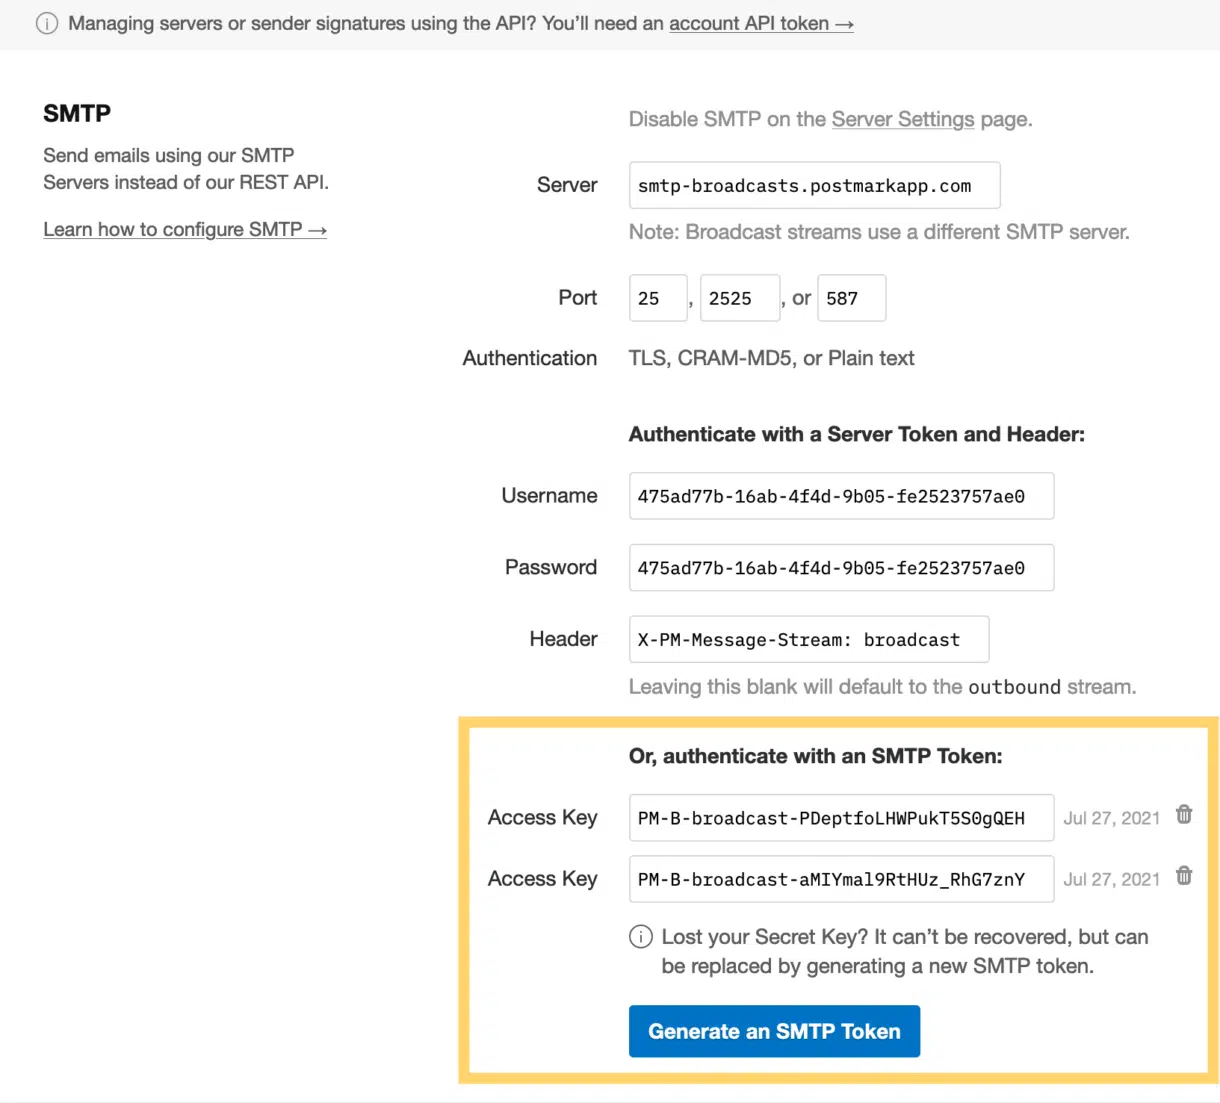 Managing servers or sender signatures using the API? You’ll need an account API token →
SMTP
Send emails using our SMTP
Servers instead of our REST API.
Learn how to configure SMTP →
Disable SMTP on the Server Settings page.
Server smtp-broadcasts.postmarkapp.com
Note: Broadcast streams use a different SMTP server.
Port 25 , 2525 , or 587
Authentication TLS, CRAM-MD5, or Plain text
Authenticate with a Server Token and Header:
Username 475ad77b-16ab-4f4d-9b05-fe2523757ae0
Password 475ad77b-16ab-4f4d-9b05-fe2523757ae0
Header X-PM-Message-Stream: broadcast
Leaving this blank will default to the outbound stream.
Or, authenticate with an SMTP Token:
Access Key PM-B-broadcast-PDeptfoLHWPukT5S0gQEH Jul 27, 2021
Access Key PM-B-broadcast-aMIYmal9RtHUz_RhG7znY Jul 27, 2021
Lost your Secret Key? It can’t be recovered, but can
be replaced by generating a new SMTP token.
Generate an SMTP Token